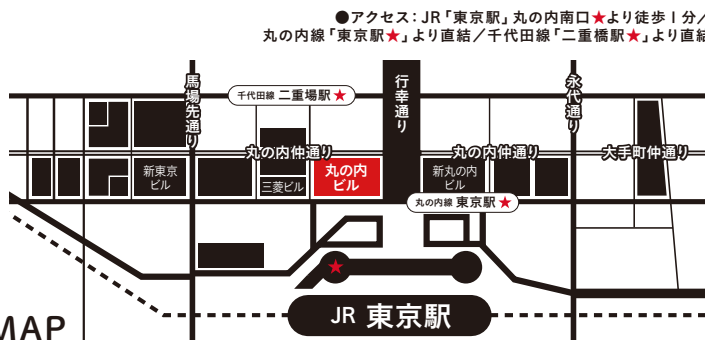 ●アクセス：JR「東京駅」丸の内南口★より徒歩1分／
丸の内線「東京駅★」より直結／千代田線「二重橋駅★」より直結
馬場先通り
千代田線 二重場駅★
行幸通り
永代通り
丸の内仲通り
丸の内仲通り
大手町仲通り
新東京
ビル
三菱ビル
丸の内
ビル
新丸の内
ビル
丸の内線 東京駅★
★
JR 東京駅
MAP